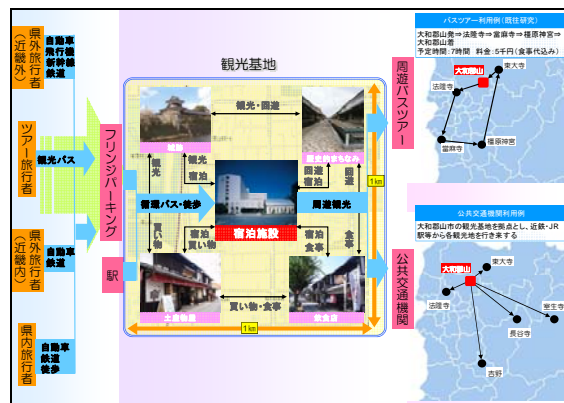 県外旅行者
（近畿外）
自動車
飛行機
新幹線
鉄道
ツアー旅行者
観光バス
県外旅行者
（近畿内）
自動車
鉄道
県内旅行者
自動車
鉄道
徒歩
フリンジパーキング
駅
観光基地
城跡
観光・回遊
歴史的まちなみ
観光
観光
宿泊
回遊
宿泊
回遊
循環バス・徒歩
宿泊施設
周遊観光
買い物
宿泊
買い物
宿泊
食事
食事
土産物屋
買い物・食事
飲食店
1km
1km
周遊バスツアー
公共交通機関
バスツアー利用例（既往研究）
大和郡山発⇒法隆寺⇒當麻寺⇒橿原神宮⇒
大和郡山着
予定時間：7時間　料金：5千円（食事代込み）
大和郡山
東大寺
法隆寺
當麻寺
橿原神宮
公共交通機関利用例
大和郡山市の観光基地を拠点とし、近鉄・JR
駅等から各観光地を行き来する
大和郡山
東大寺
法隆寺
室生寺
長谷寺
吉野